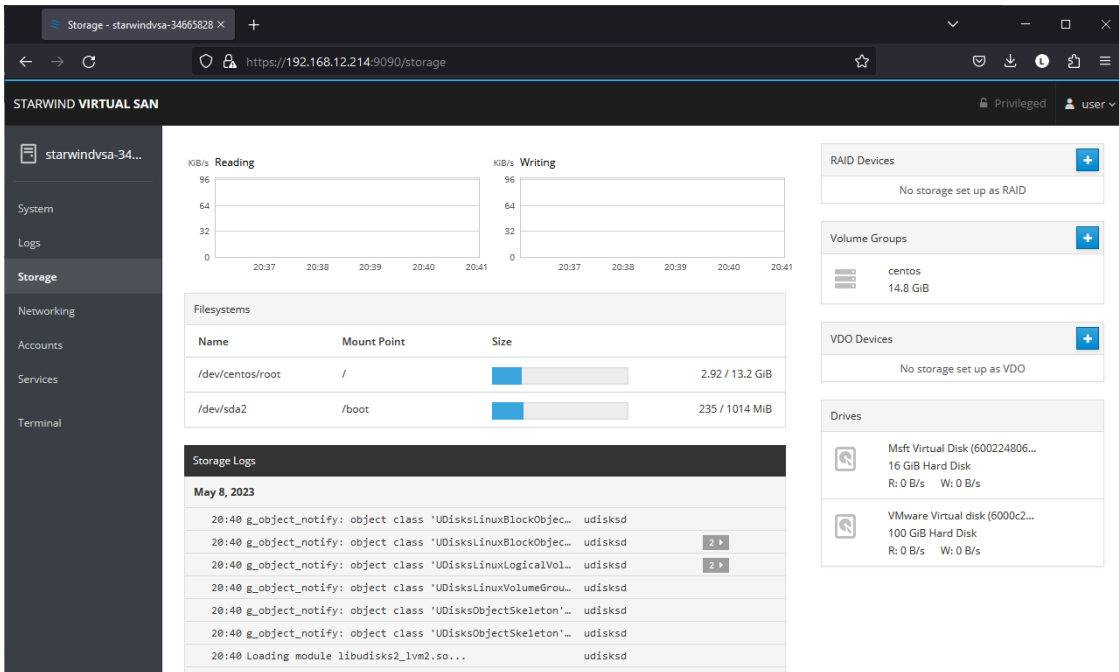 Storage - starwindvsa-34665828
https://192.168.12.214:9090/storage
L
STARWIND VIRTUAL SAN
Privileged
user
starwindvsa-34...
System
Logs
Storage
Networking
Accounts
Services
Terminal
KiB/s Reading
96
64
32
0
20:37 20:38 20:39 20:40 20:41
KiB/s Writing
96
64
32
0
20:37 20:38 20:39 20:40 20:41
Filesystems
Name Mount Point Size
/dev/centos/root / 2.92 / 13.2 GiB
/dev/sda2 /boot 235 / 1014 MiB
Storage Logs
May 8, 2023
20:40 g_object_notify: object class 'UDisksLinuxBlockObjec… udisksd
20:40 g_object_notify: object class 'UDisksLinuxBlockObjec… udisksd 2
20:40 g_object_notify: object class 'UDisksLinuxLogicalVol… udisksd 2
20:40 g_object_notify: object class 'UDisksLinuxVolumeGrou… udisksd
20:40 g_object_notify: object class 'UDisksObjectSkeleton'… udisksd
20:40 g_object_notify: object class 'UDisksObjectSkeleton'… udisksd
20:40 Loading module libudisks2_lvm2.so... udisksd
RAID Devices
No storage set up as RAID
Volume Groups
centos
14.8 GiB
VDO Devices
No storage set up as VDO
Drives
Msft Virtual Disk (600224806...
16 GiB Hard Disk
R: 0 B/s W: 0 B/s
VMware Virtual disk (6000c2...
100 GiB Hard Disk
R: 0 B/s W: 0 B/s